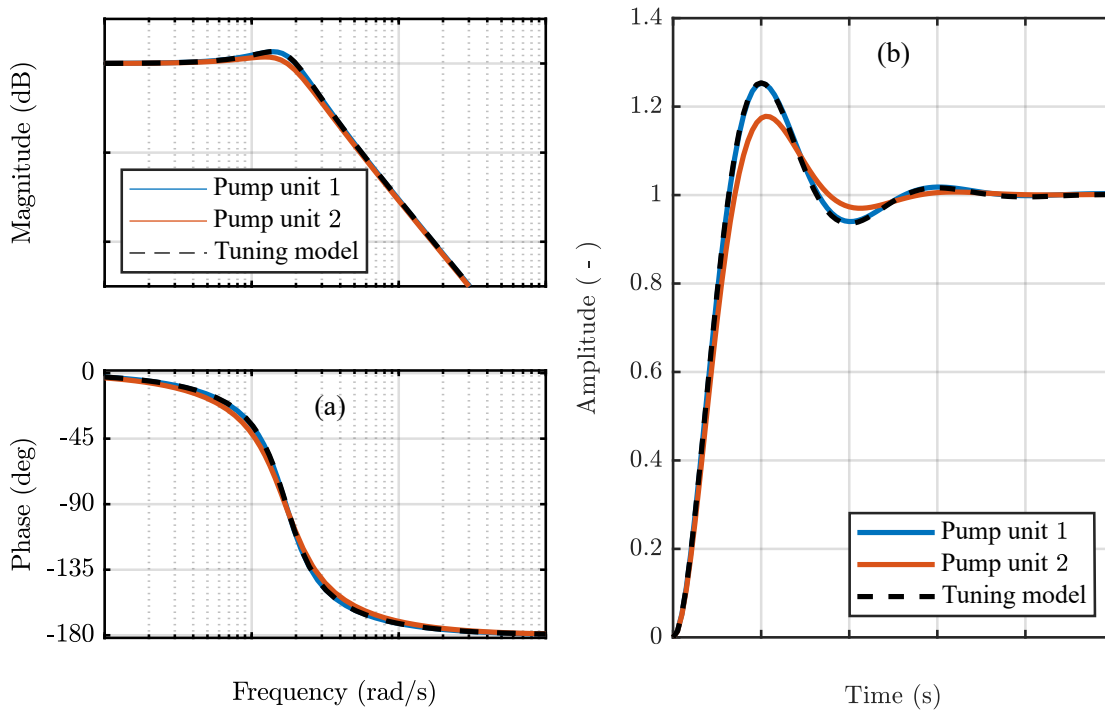 Magnitude (dB)
Pump unit 1
Pump unit 2
Tuning model
Phase (deg)
0
-45
-90
-135
-180
(a)
Frequency (rad/s)
Amplitude ( - )
1.4
1.2
1
0.8
0.6
0.4
0.2
0
(b)
Pump unit 1
Pump unit 2
Tuning model
Time (s)